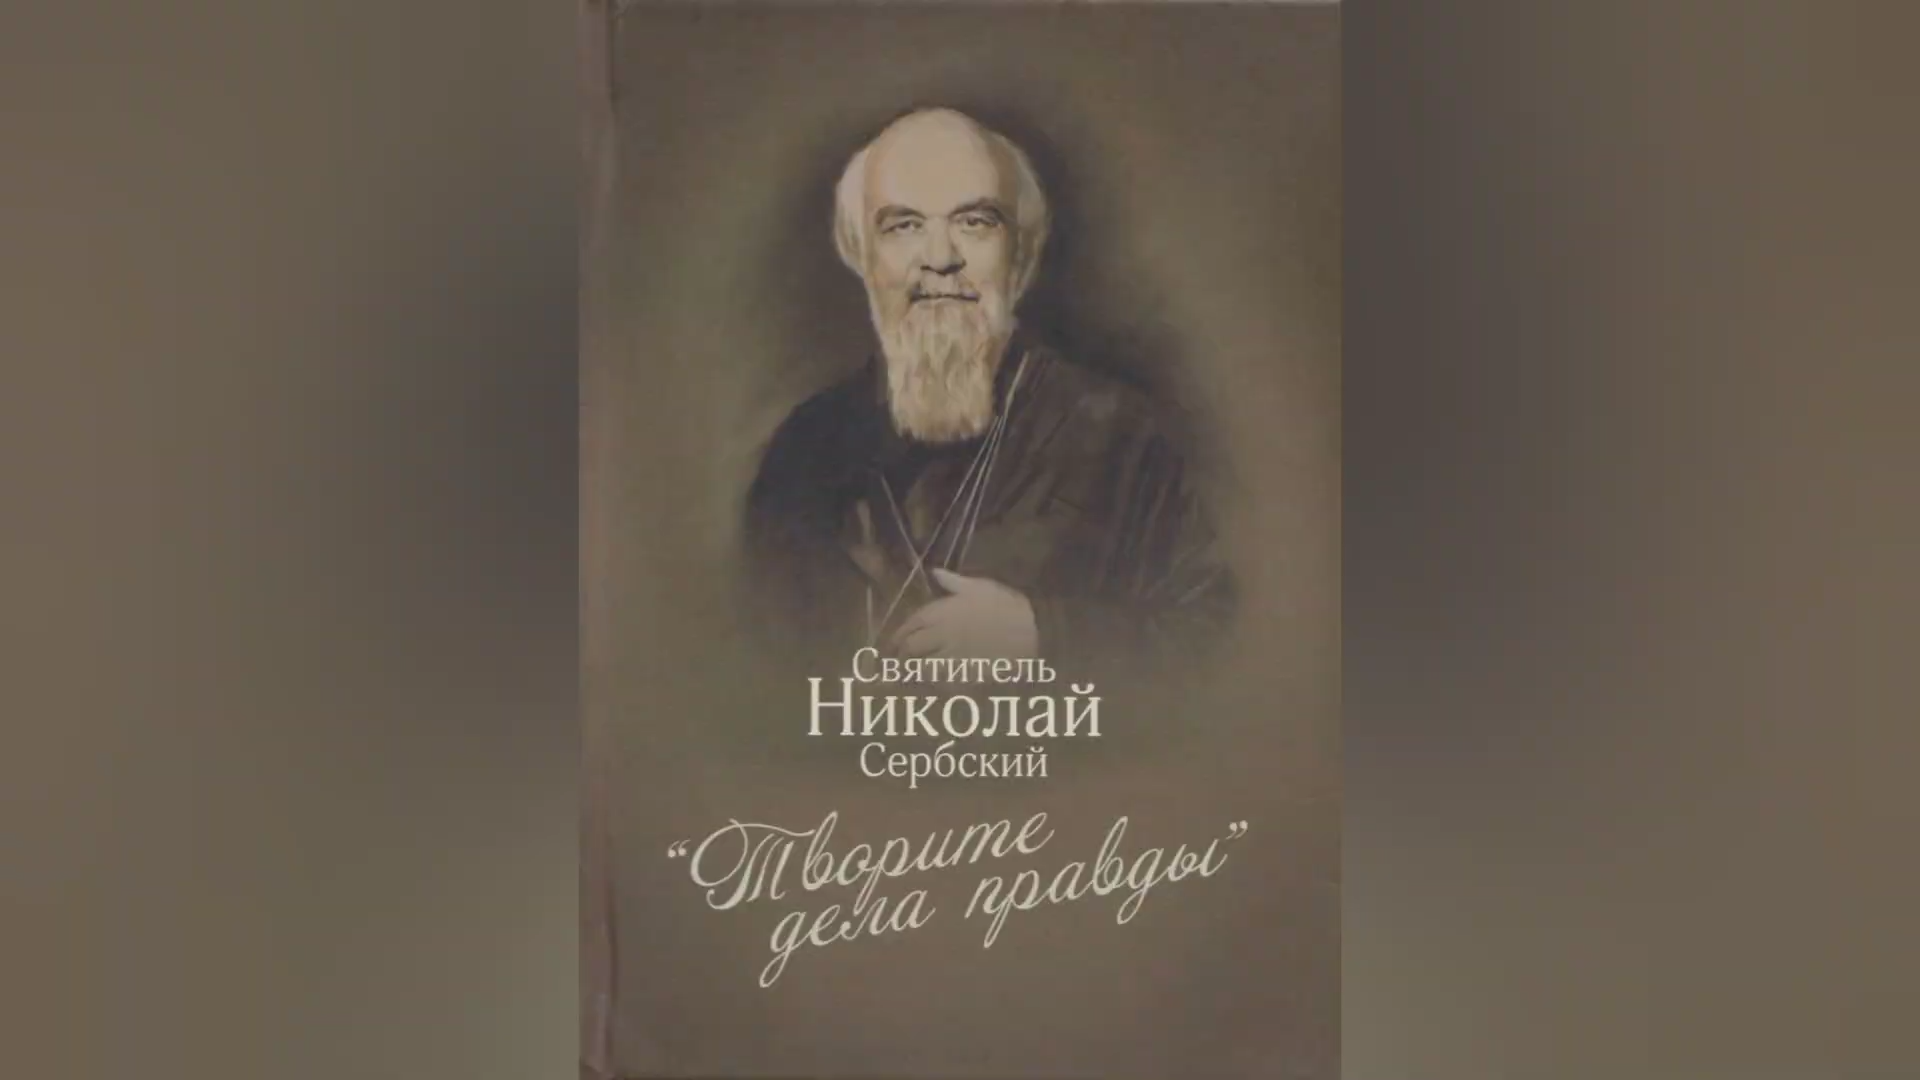 Святитель
Николай
Сербский
“Творите
дела правды”